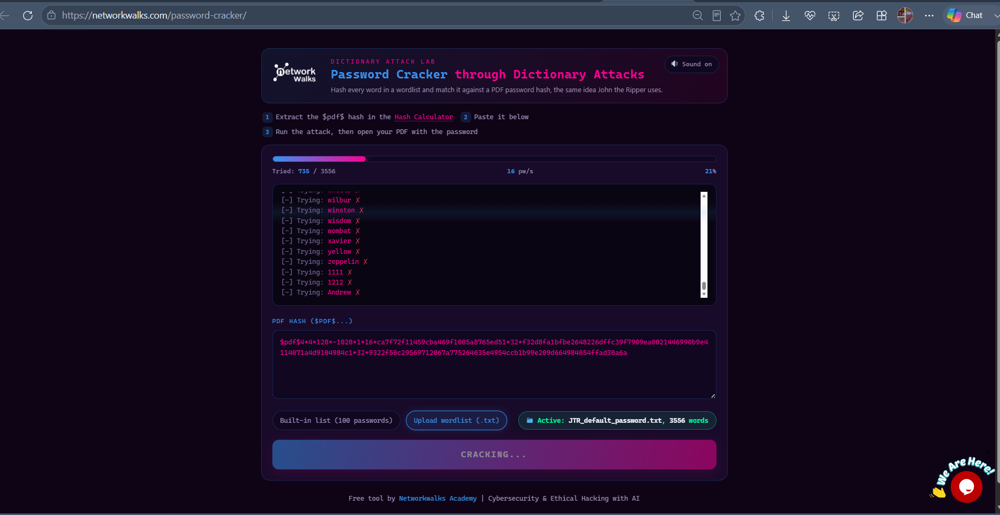 https://networkwalks.com/password-cracker/
Chat
network
Walks
DICTIONARY ATTACK LAB
Password Cracker through Dictionary Attacks
Hash every word in a wordlist and match it against a PDF password hash, the same idea John the Ripper uses.
Sound on
1 Extract the $pdf$ hash in the Hash Calculator 2 Paste it below
3 Run the attack, then open your PDF with the password
Tried: 735 / 3556 16 pw/s 21%
[-] Trying: wilbur ✗
[-] Trying: winston ✗
[-] Trying: wisdom ✗
[-] Trying: wombat ✗
[-] Trying: xavier ✗
[-] Trying: yellow ✗
[-] Trying: zeppelin ✗
[-] Trying: 1111 ✗
[-] Trying: 1212 ✗
[-] Trying: Andrew ✗
PDF HASH ($PDF$...)
$pdf$4*4*128*-1028*1*16*ca7f72f11459cba469f1005a8765ed51*32*f32d8fa1bfbe2648226dffc39f7909ea0021446990b9e4
114071a4d9104984c1*32*9322f50c29569712067a775264635e4954ccb1b99e209d664984054ffad30a6a
Built-in list (100 passwords)
Upload wordlist (.txt)
Active: JTR_default_password.txt, 3556 words
CRACKING...
We Are Here!
Free tool by Networkwalks Academy | Cybersecurity & Ethical Hacking with AI